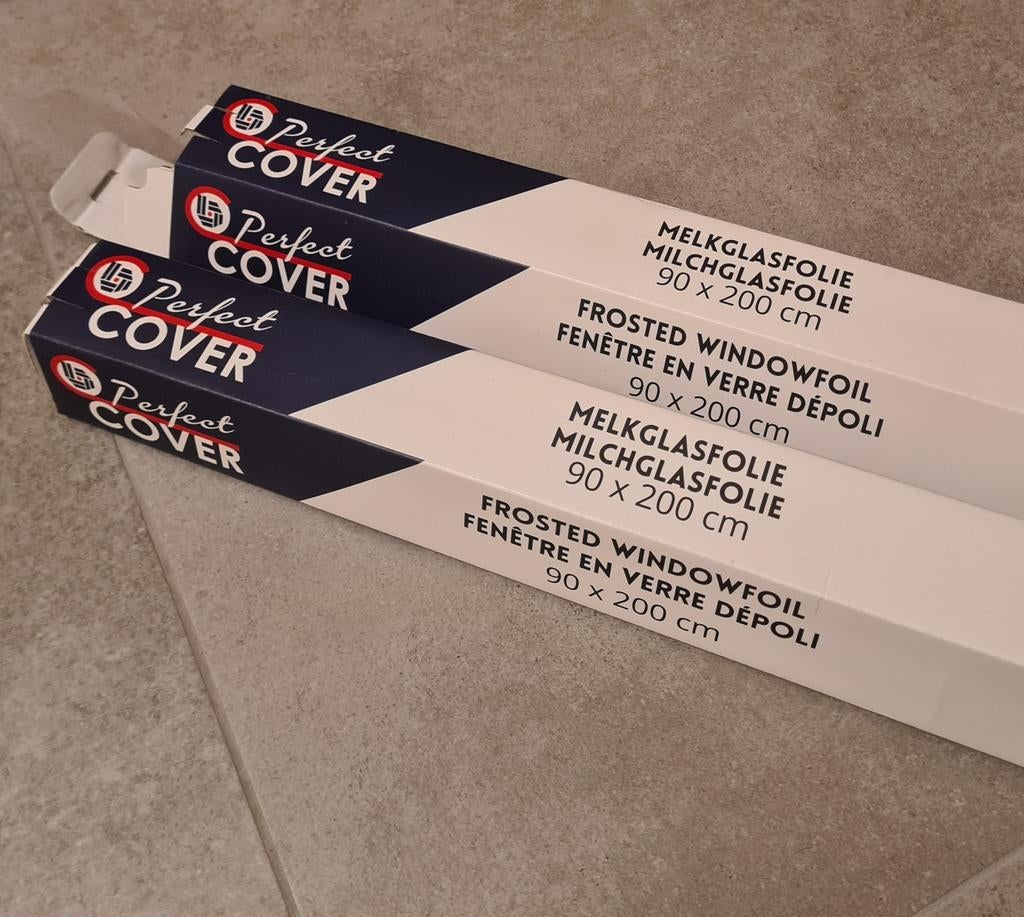 Perfect
COVER
MELKGLASFOLIE
MILCHGLASFOLIE
90 x 200 cm
Perfect
COVER
FROSTED WINDOWFOIL
FENÊTRE EN VERRE DÉPOLI
90 x 200 cm
Perfect
COVER
MELKGLASFOLIE
MILCHGLASFOLIE
90 x 200 cm
Perfect
COVER
FROSTED WINDOWFOIL
FENÊTRE EN VERRE DÉPOLI
90 x 200 cm